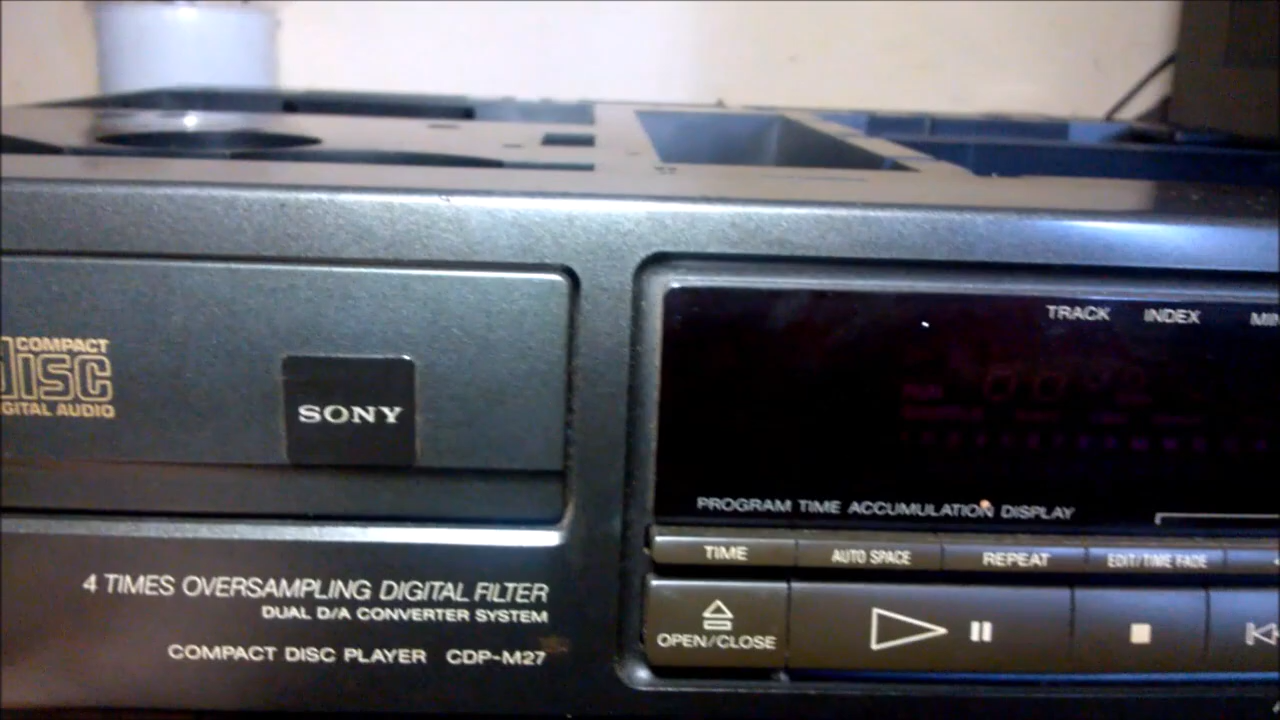 COMPACT
disc
DIGITAL AUDIO
SONY
4 TIMES OVERSAMPLING DIGITAL FILTER
DUAL D/A CONVERTER SYSTEM
COMPACT DISC PLAYER CDP-M27
TRACK INDEX MIN
PROGRAM TIME ACCUMULATION DISPLAY
TIME AUTO SPACE REPEAT EDIT/TIME FADE
OPEN/CLOSE